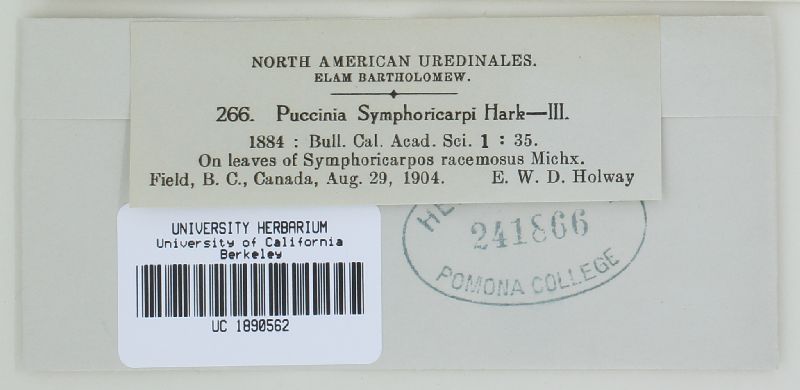 NORTH AMERICAN UREDINALES.
ELAM BARTHOLOMEW.
266. Puccinia Symphoricarpi Hark—III.
1884 : Bull. Cal. Acad. Sci. 1 : 35.
On leaves of Symphoricarpos racemosus Michx.
Field, B. C., Canada, Aug. 29, 1904. E. W. D. Holway
UNIVERSITY HERBARIUM
University of California
Berkeley
UC 1890562
241866
POMONA COLLEGE